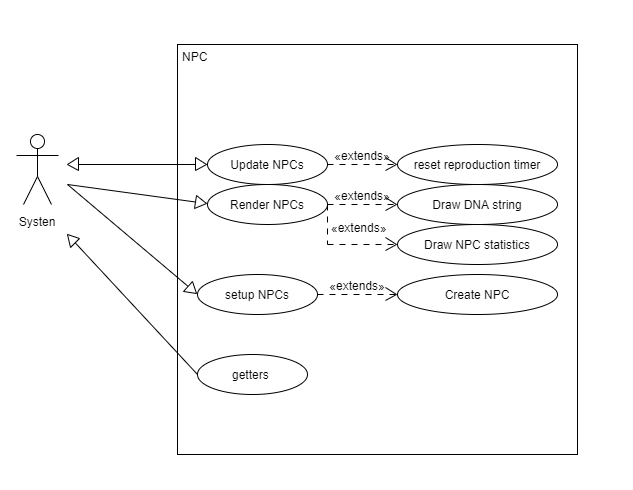 NPC
«extends»
Update NPCs
reset reproduction timer
«extends»
Render NPCs
Draw DNA string
Systen
«extends»
Draw NPC statistics
«extends»
setup NPCs
Create NPC
getters